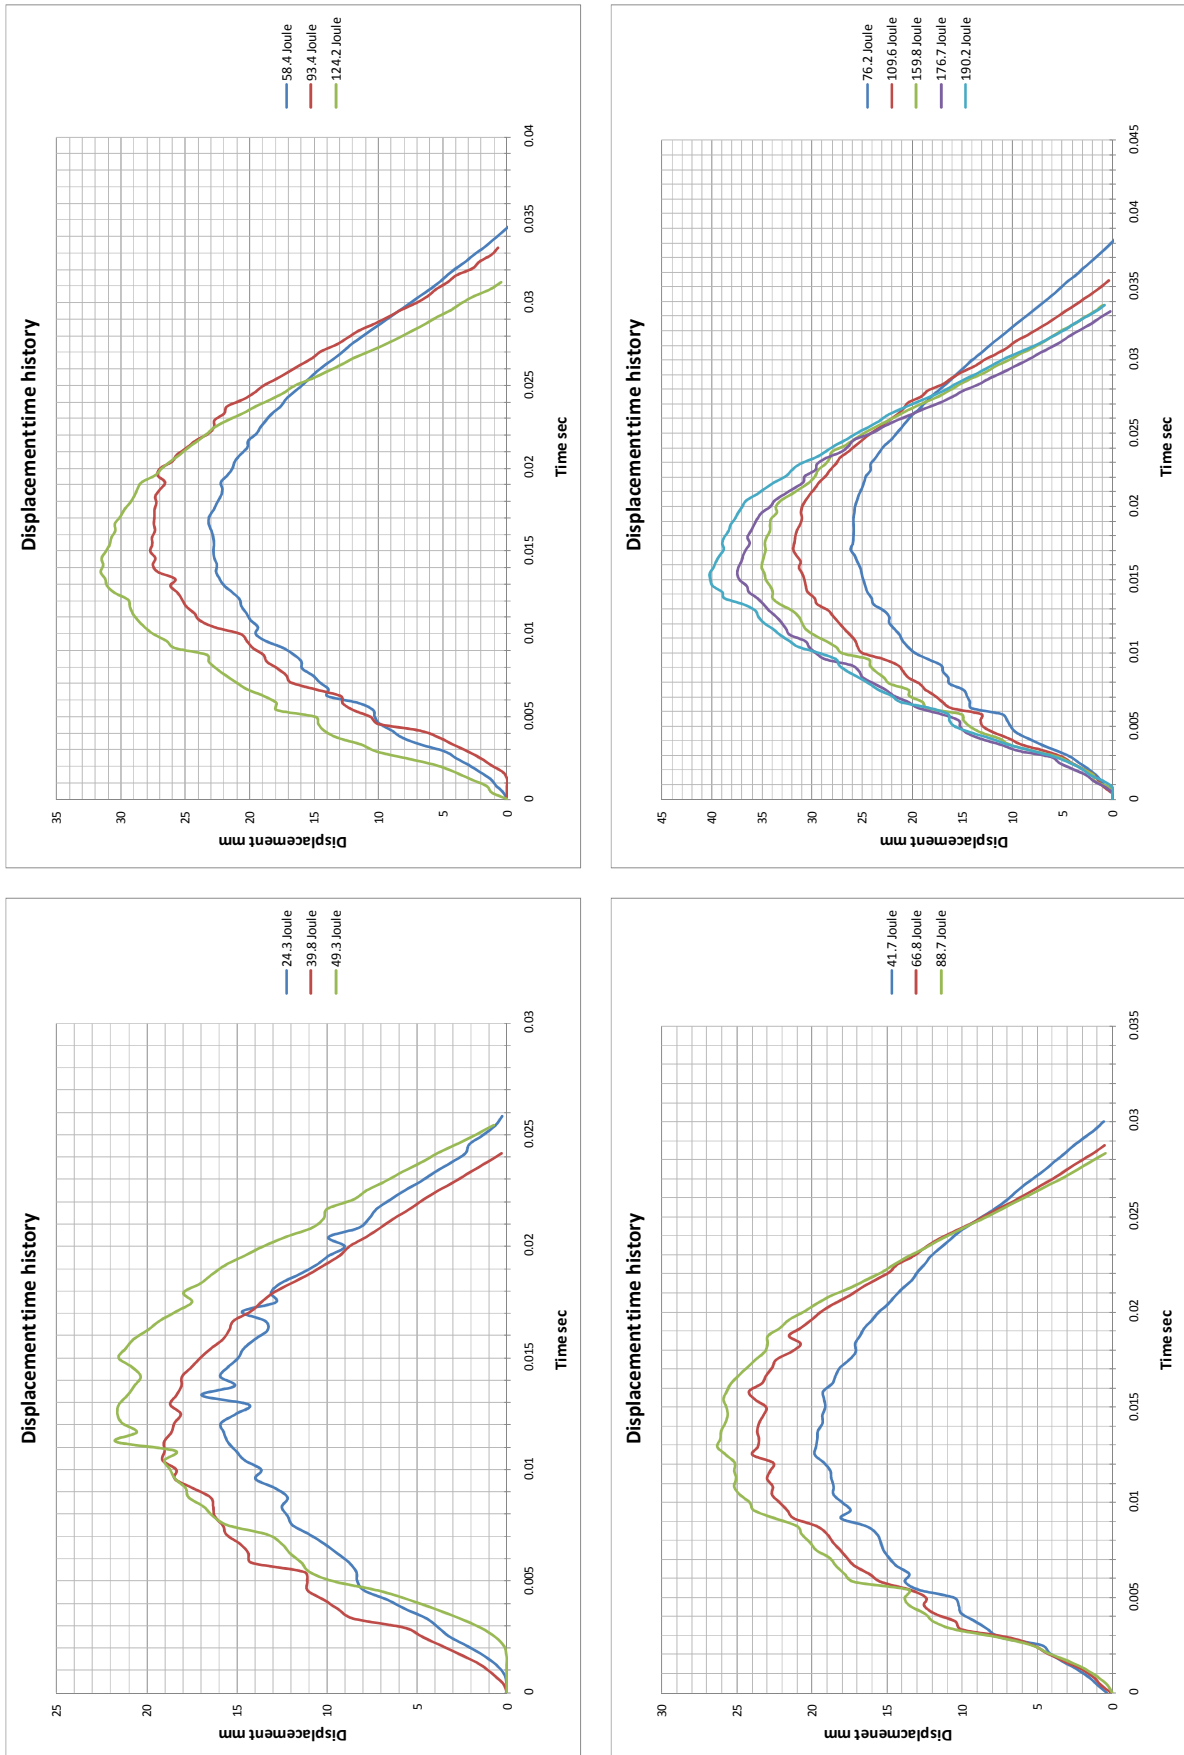 Displacement time history
25
20
15
10
5
0
Displacement mm
0
0.005
0.01
0.015
0.02
0.025
0.03
Time sec
24.3 Joule
39.8 Joule
49.3 Joule
Displacement time history
35
30
25
20
15
10
5
0
Displacement mm
0
0.005
0.01
0.015
0.02
0.025
0.03
0.035
0.04
Time sec
58.4 Joule
93.4 Joule
124.2 Joule
Displacement time history
30
25
20
15
10
5
0
Displacmenet mm
0
0.005
0.01
0.015
0.02
0.025
0.03
0.035
Time sec
41.7 Joule
66.8 Joule
88.7 Joule
Displacement time history
45
40
35
30
25
20
15
10
5
0
Displacement mm
0
0.005
0.01
0.015
0.02
0.025
0.03
0.035
0.04
0.045
Time sec
76.2 Joule
109.6 Joule
159.8 Joule
176.7 Joule
190.2 Joule